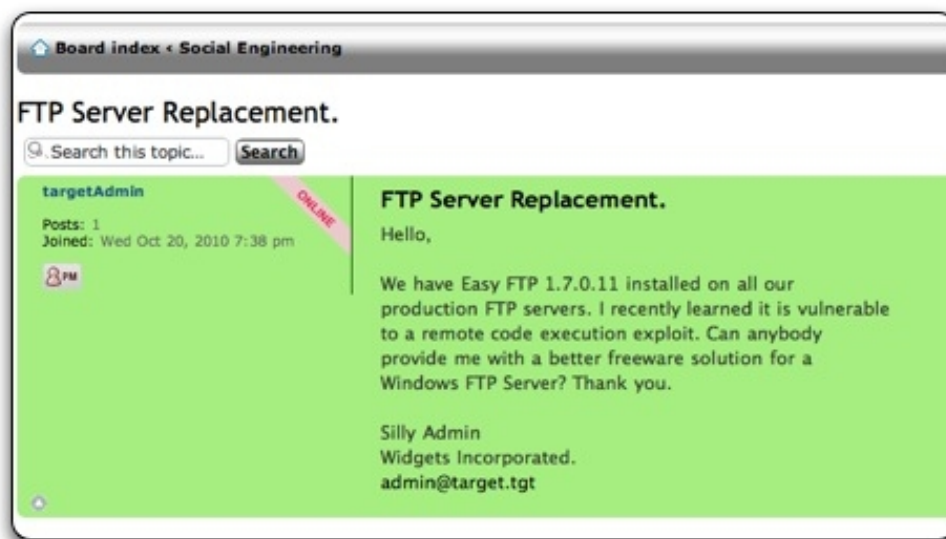 Board index ‹ Social Engineering
FTP Server Replacement.
Search this topic... Search
targetAdmin
ONLINE
Posts: 1
Joined: Wed Oct 20, 2010 7:38 pm
PM
FTP Server Replacement.
Hello,
We have Easy FTP 1.7.0.11 installed on all our
production FTP servers. I recently learned it is vulnerable
to a remote code execution exploit. Can anybody
provide me with a better freeware solution for a
Windows FTP Server? Thank you.
Silly Admin
Widgets Incorporated.
admin@target.tgt